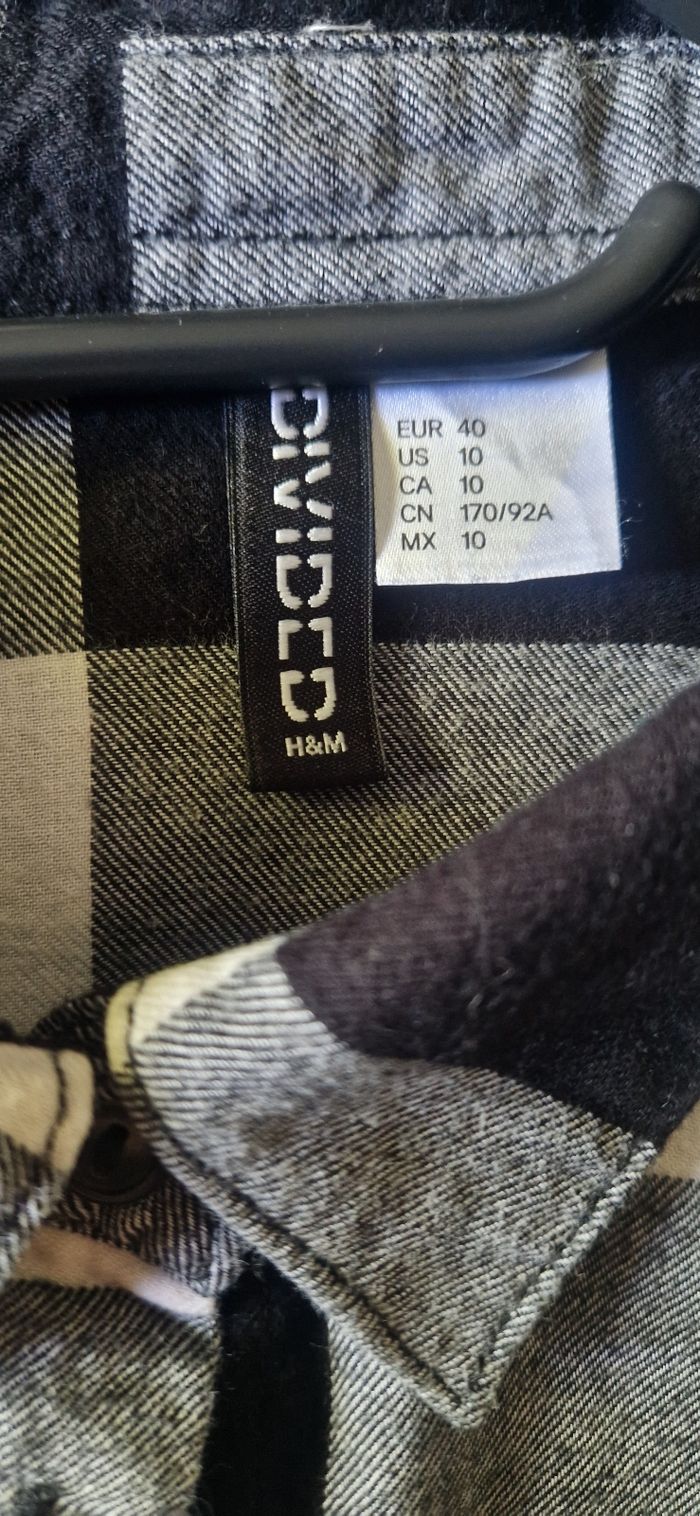 DIVIDED
H&M
EUR 40
US 10
CA 10
CN 170/92A
MX 10